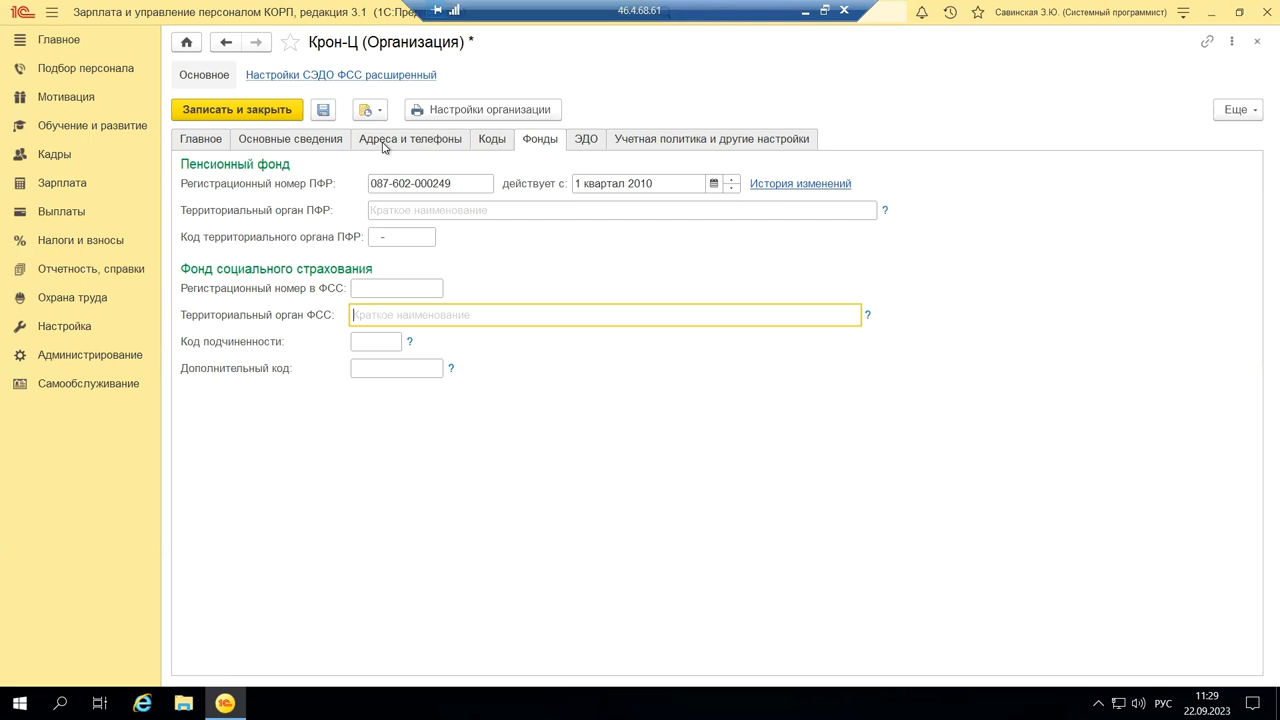 Зарплата и управление персоналом КОРП, редакция 3.1 (1С:Пре
46.4.68.61
Савинская З.Ю. (Системный программист)
Главное
Подбор персонала
Мотивация
Обучение и развитие
Кадры
Зарплата
Выплаты
Налоги и взносы
Отчетность, справки
Охрана труда
Настройка
Администрирование
Самообслуживание
Крон-Ц (Организация) *
Основное
Настройки СЭДО ФСС расширенный
Записать и закрыть
Настройки организации
Еще
Главное
Основные сведения
Адреса и телефоны
Коды
Фонды
ЭДО
Учетная политика и другие настройки
Пенсионный фонд
Регистрационный номер ПФР: 087-602-000249 действует с: 1 квартал 2010 История изменений
Территориальный орган ПФР: Краткое наименование ?
Код территориального органа ПФР: -
Фонд социального страхования
Регистрационный номер в ФСС:
Территориальный орган ФСС: Краткое наименование ?
Код подчиненности: ?
Дополнительный код: ?
РУС
11:29
22.09.2023